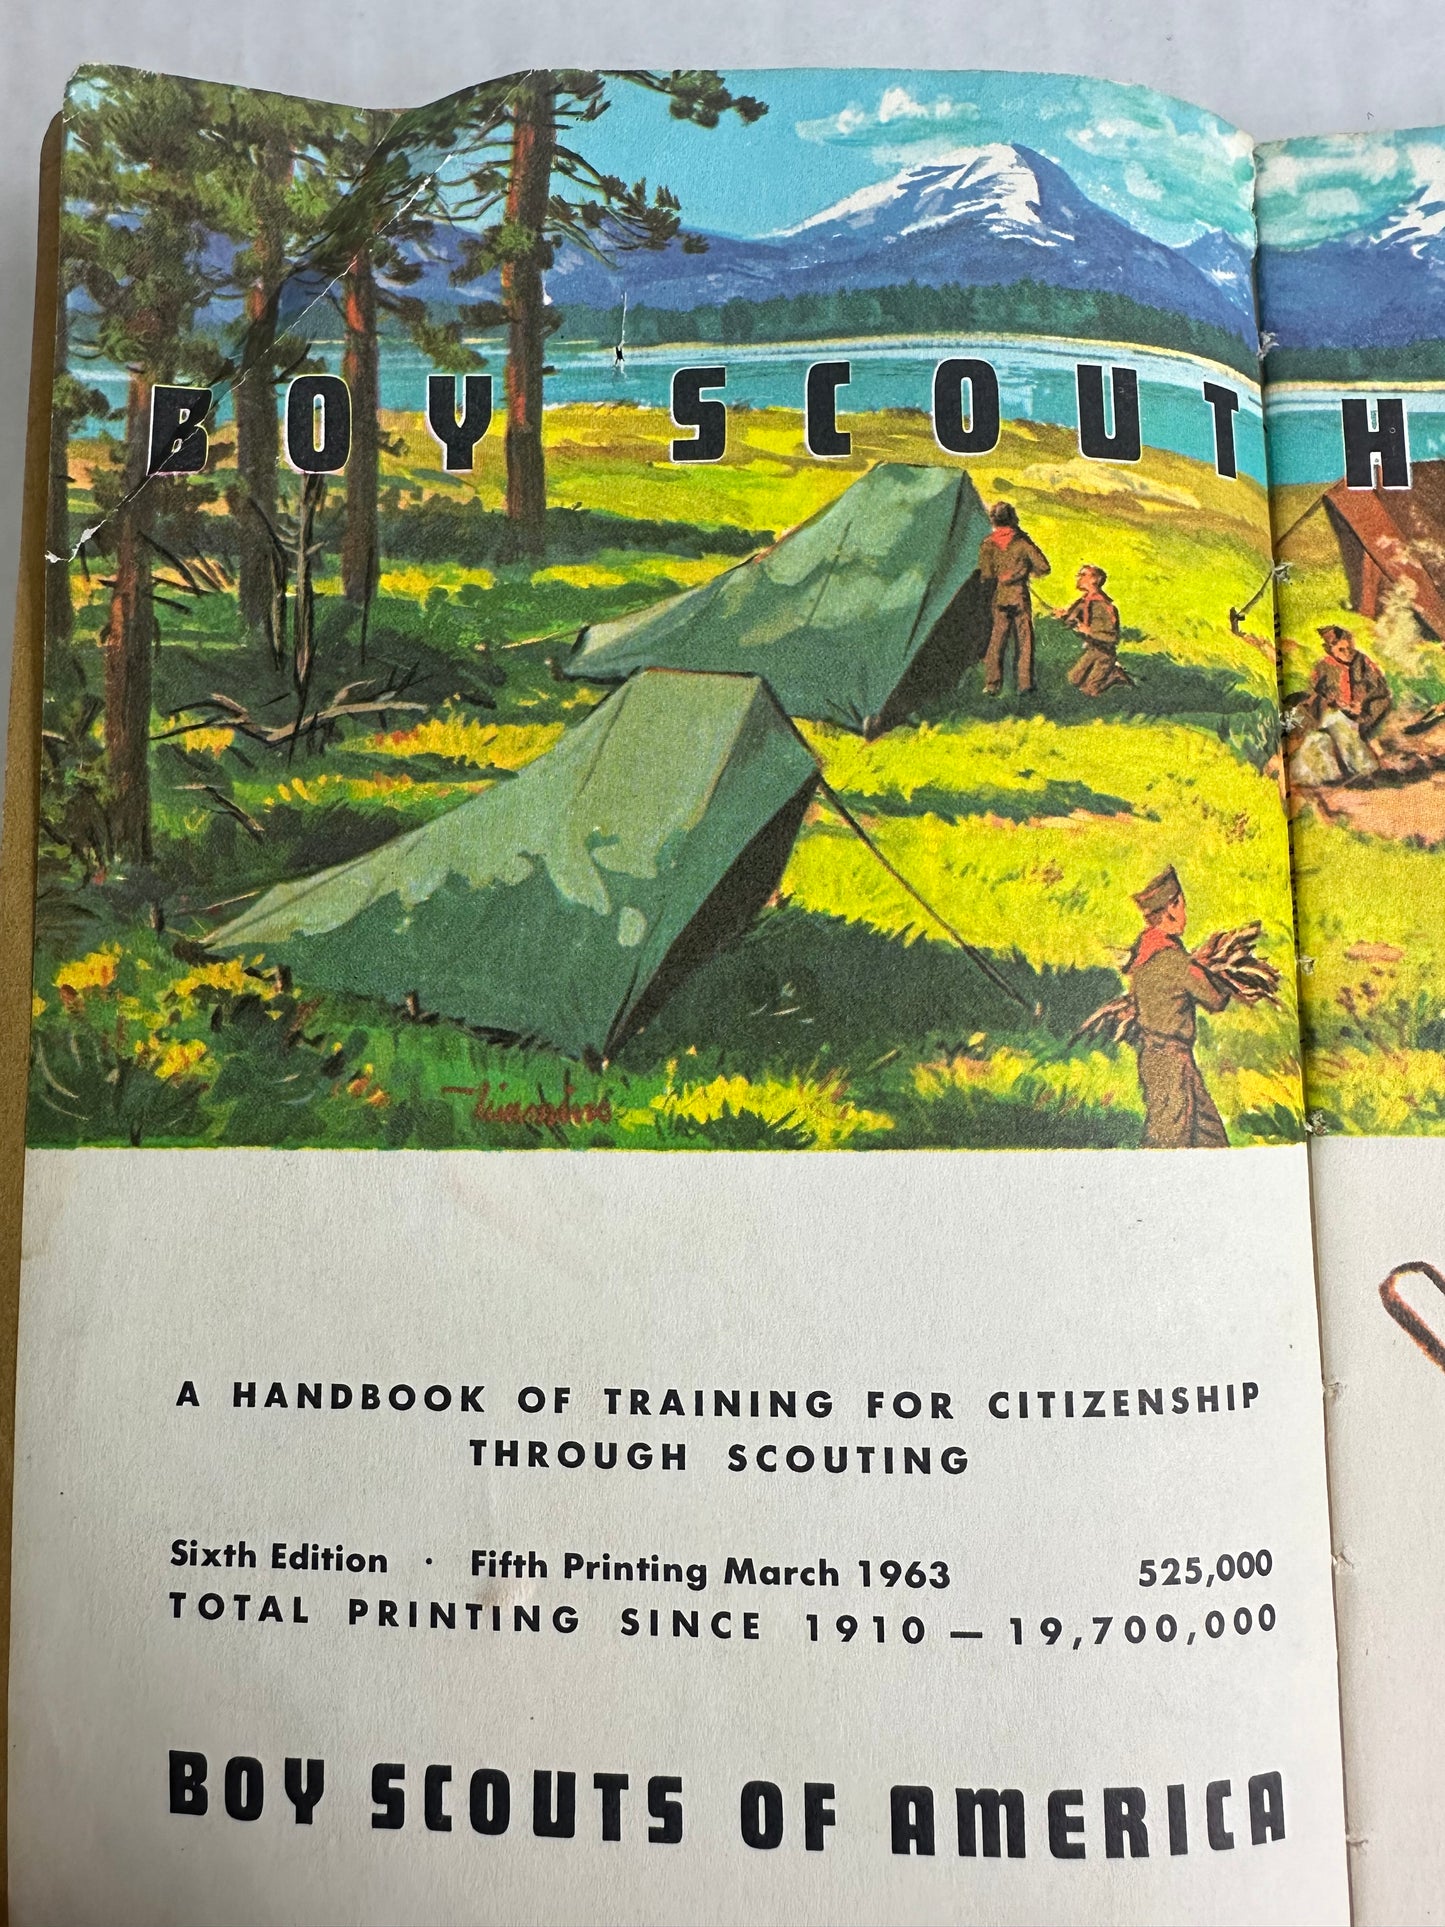 BOY SCOUT H
A HANDBOOK OF TRAINING FOR CITIZENSHIP
THROUGH SCOUTING
Sixth Edition · Fifth Printing March 1963 525,000
TOTAL PRINTING SINCE 1910 — 19,700,000
BOY SCOUTS OF AMERICA